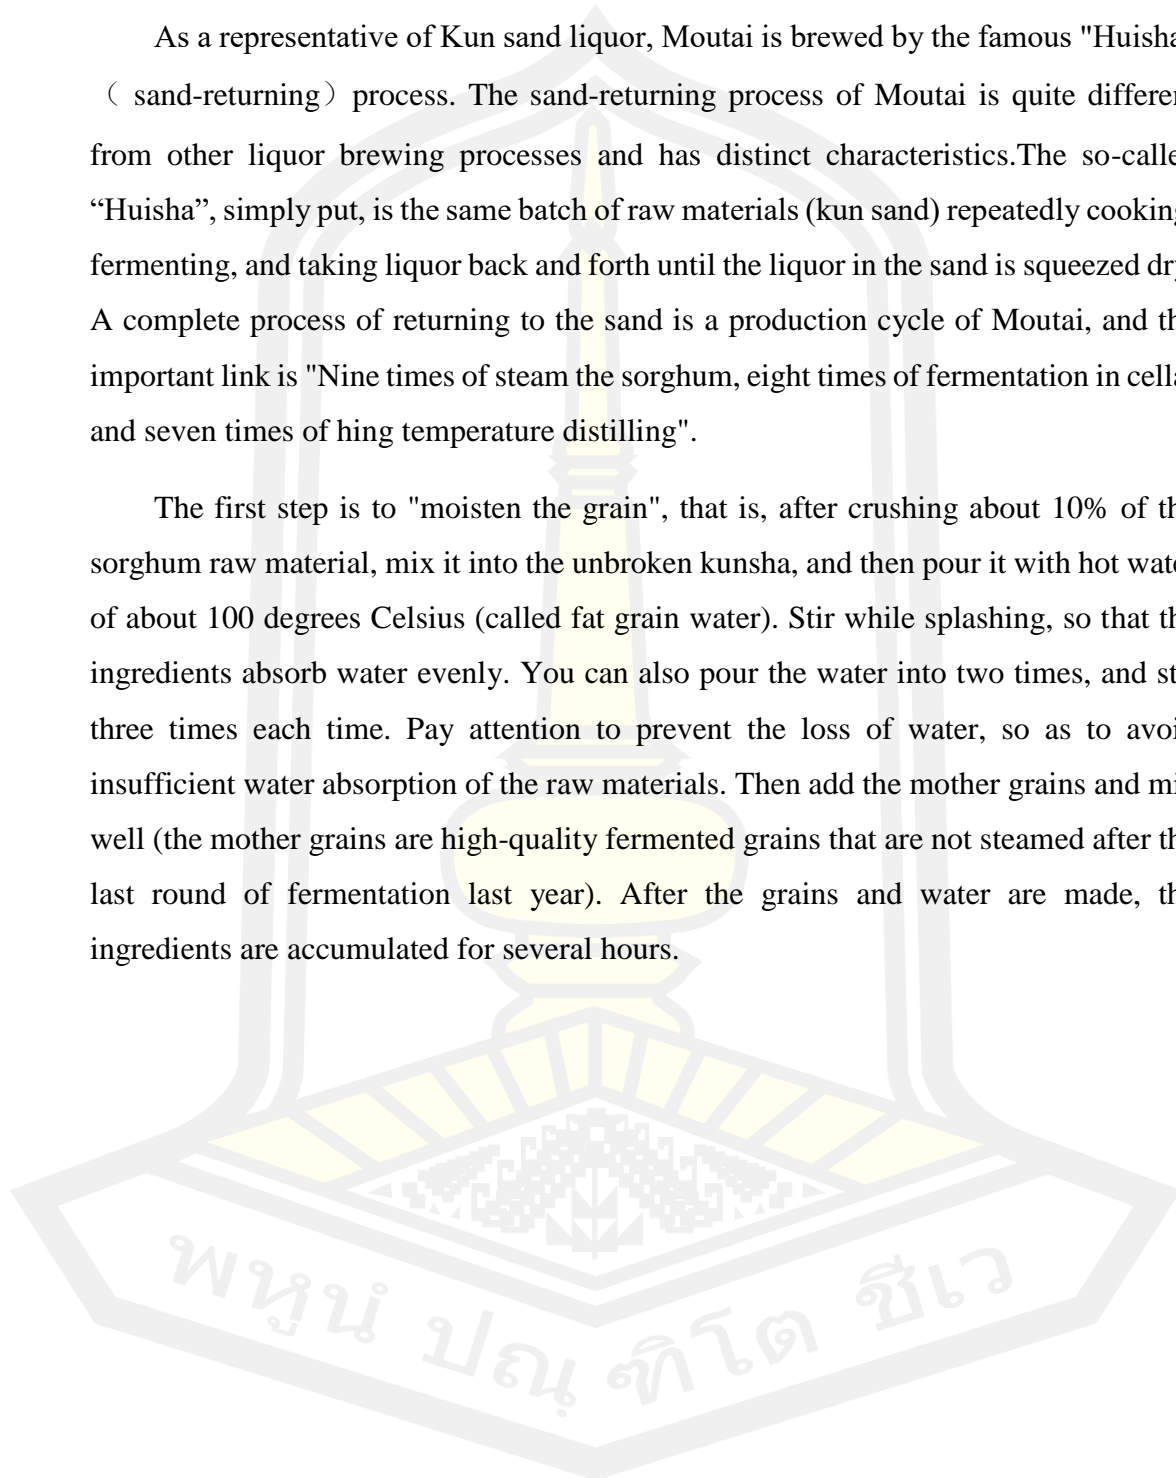 As a representative of Kun sand liquor, Moutai is brewed by the famous "Huisha
（ sand-returning）process. The sand-returning process of Moutai is quite differen
from other liquor brewing processes and has distinct characteristics.The so-calle
“Huisha”, simply put, is the same batch of raw materials (kun sand) repeatedly cooking
fermenting, and taking liquor back and forth until the liquor in the sand is squeezed dry
A complete process of returning to the sand is a production cycle of Moutai, and th
important link is "Nine times of steam the sorghum, eight times of fermentation in cella
and seven times of hing temperature distilling".
The first step is to "moisten the grain", that is, after crushing about 10% of th
sorghum raw material, mix it into the unbroken kunsha, and then pour it with hot wate
of about 100 degrees Celsius (called fat grain water). Stir while splashing, so that th
ingredients absorb water evenly. You can also pour the water into two times, and st
three times each time. Pay attention to prevent the loss of water, so as to avoi
insufficient water absorption of the raw materials. Then add the mother grains and mi
well (the mother grains are high-quality fermented grains that are not steamed after th
last round of fermentation last year). After the grains and water are made, th
ingredients are accumulated for several hours.
พหูนํ ปณฺฑิโต ชีเว